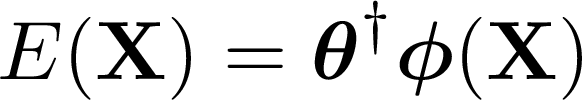 E(𝐗) = 𝜽†𝝓(𝐗)